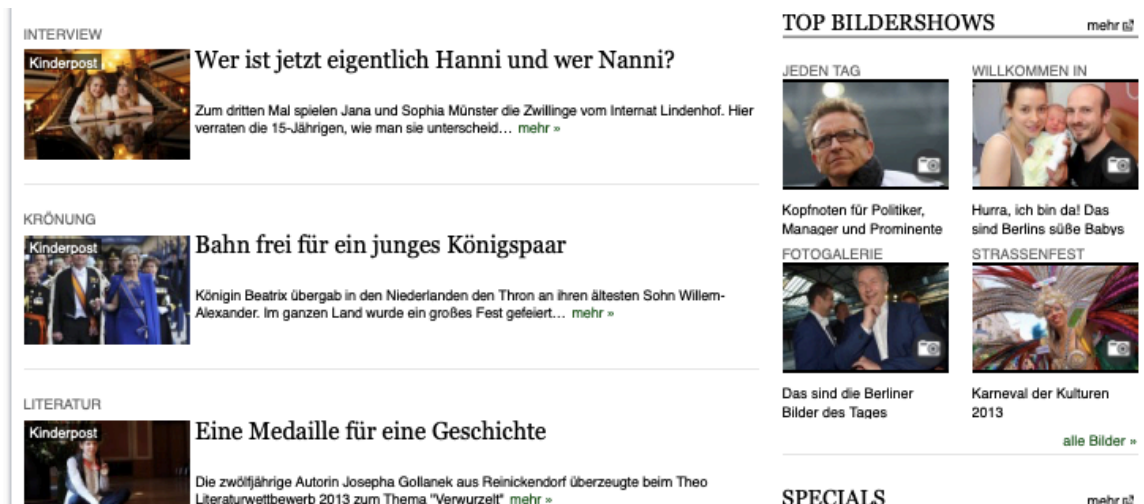 INTERVIEW
Kinderpost
Wer ist jetzt eigentlich Hanni und wer Nanni?
Zum dritten Mal spielen Jana und Sophia Münster die Zwillinge vom Internat Lindenhof. Hier
verraten die 15-Jährigen, wie man sie unterscheid... mehr »
KRÖNUNG
Kinderpost
Bahn frei für ein junges Königspaar
Königin Beatrix übergab in den Niederlanden den Thron an ihren ältesten Sohn Willem-
Alexander. Im ganzen Land wurde ein großes Fest gefeiert... mehr »
LITERATUR
Kinderpost
Eine Medaille für eine Geschichte
Die zwölfjährige Autorin Josepha Gollanek aus Reinickendorf überzeugte beim Theo
Literaturwettbewerb 2013 zum Thema "Verwurzelt" mehr »
TOP BILDERSHOWS
mehr
JEDEN TAG
Kopfnoten für Politiker,
Manager und Prominente
WILLKOMMEN IN
Hurra, ich bin da! Das
sind Berlins süße Babys
FOTOGALERIE
Das sind die Berliner
Bilder des Tages
STRASSENFEST
Karneval der Kulturen
2013
alle Bilder »
SPECIALS
mehr